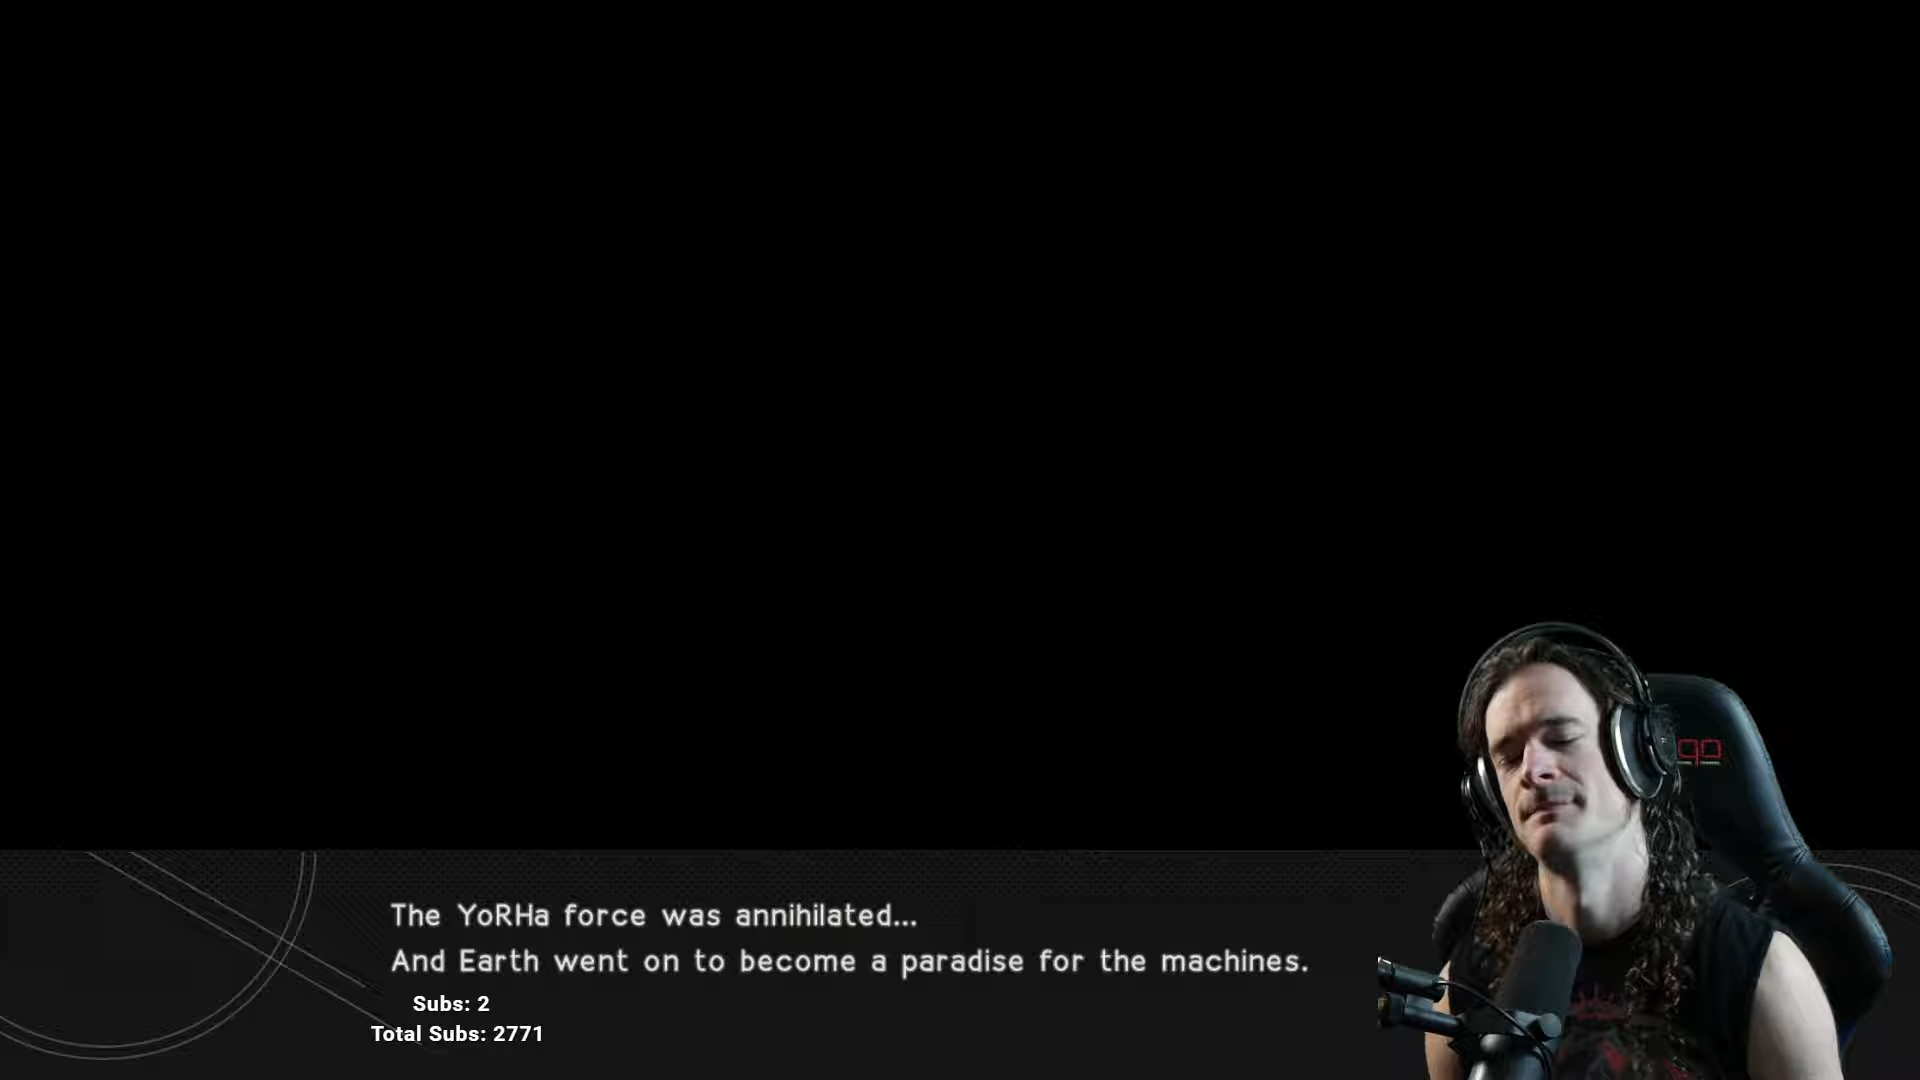 The YoRHa force was annihilated...
And Earth went on to become a paradise for the machines.
Subs: 2
Total Subs: 2771